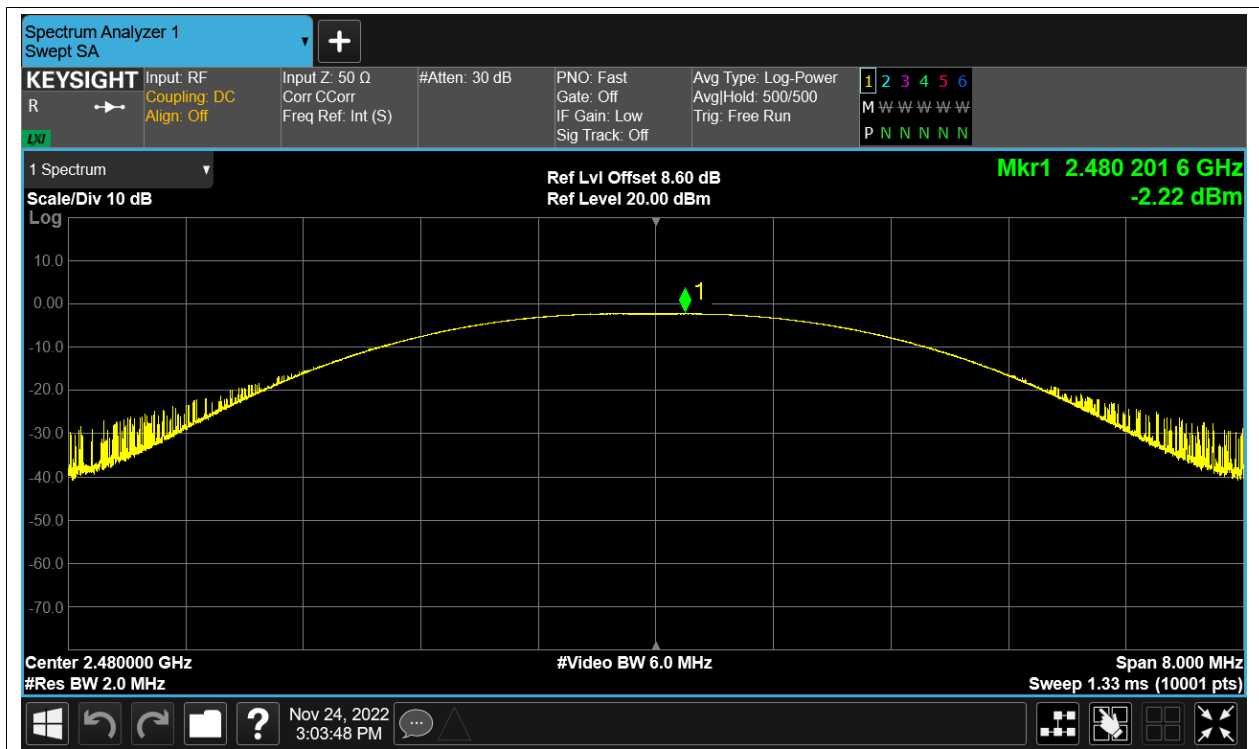 Spectrum Analyzer 1
Swept SA
KEYSIGHT
R
LXI
Input: RF
Coupling: DC
Align: Off
Input Z: 50 Ω
Corr CCorr
Freq Ref: Int (S)
#Atten: 30 dB
PNO: Fast
Gate: Off
IF Gain: Low
Sig Track: Off
Avg Type: Log-Power
Avg|Hold: 500/500
Trig: Free Run
1 2 3 4 5 6
M W W W W W
P N N N N N
1 Spectrum
Scale/Div 10 dB
Ref Lvl Offset 8.60 dB
Ref Level 20.00 dBm
Mkr1 2.480 201 6 GHz
-2.22 dBm
Log
10.0
0.00
-10.0
-20.0
-30.0
-40.0
-50.0
-60.0
-70.0
1
Center 2.480000 GHz
#Res BW 2.0 MHz
#Video BW 6.0 MHz
Span 8.000 MHz
Sweep 1.33 ms (10001 pts)
?
Nov 24, 2022
3:03:48 PM